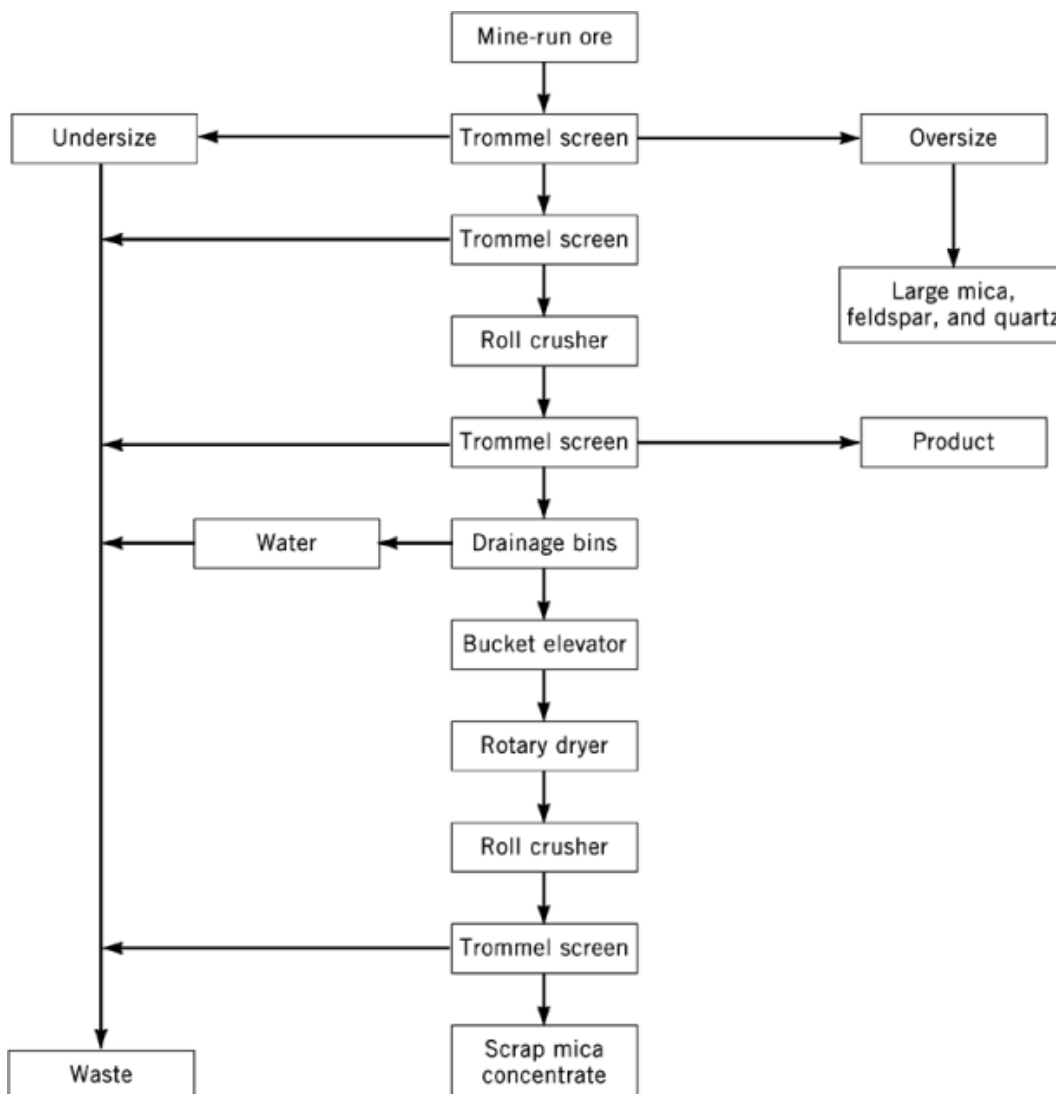 Mine-run ore
Undersize
Trommel screen
Oversize
Trommel screen
Large mica,
feldspar, and quartz
Roll crusher
Trommel screen
Product
Water
Drainage bins
Bucket elevator
Rotary dryer
Roll crusher
Trommel screen
Waste
Scrap mica
concentrate